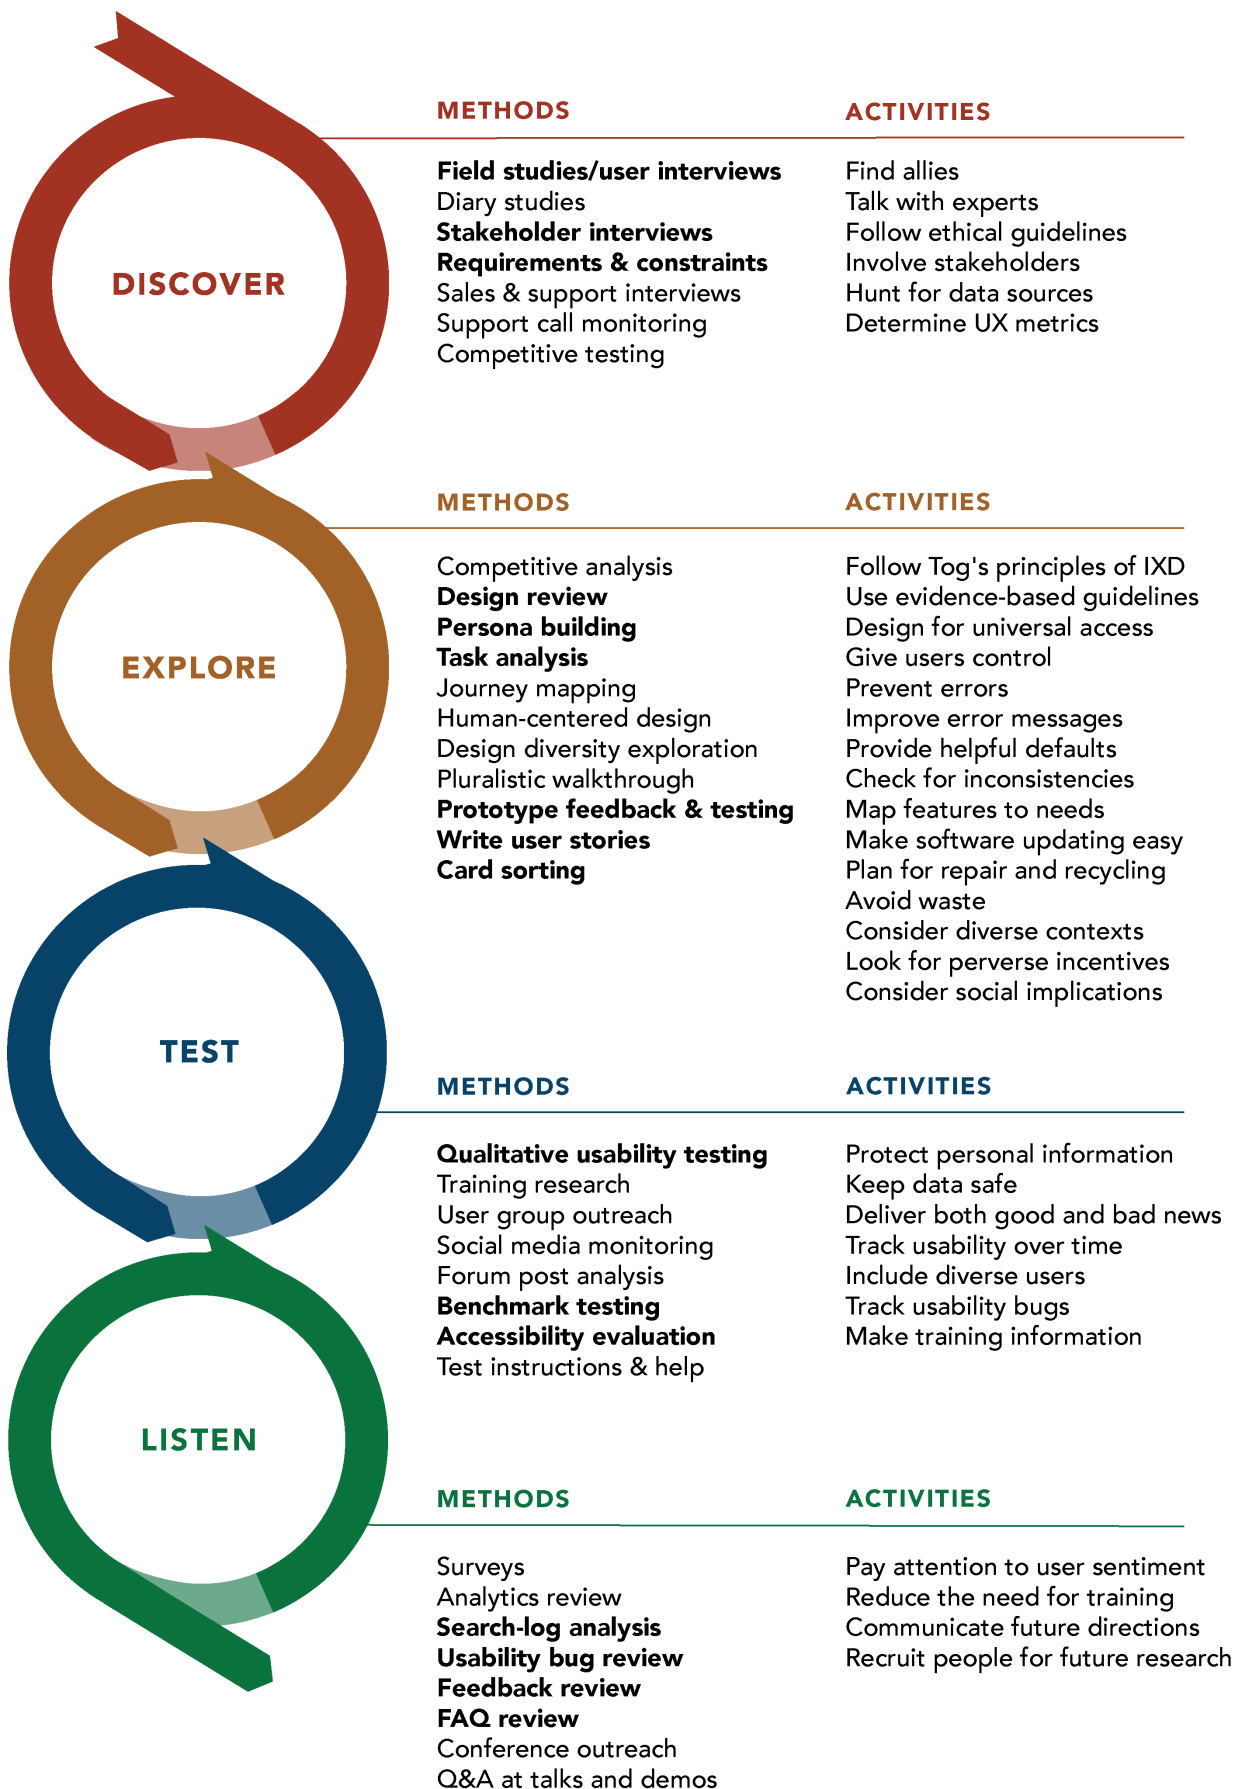 DISCOVER
METHODS
Field studies/user interviews
Diary studies
Stakeholder interviews
Requirements & constraints
Sales & support interviews
Support call monitoring
Competitive testing
ACTIVITIES
Find allies
Talk with experts
Follow ethical guidelines
Involve stakeholders
Hunt for data sources
Determine UX metrics
EXPLORE
METHODS
Competitive analysis
Design review
Persona building
Task analysis
Journey mapping
Human-centered design
Design diversity exploration
Pluralistic walkthrough
Prototype feedback & testing
Write user stories
Card sorting
ACTIVITIES
Follow Tog's principles of IXD
Use evidence-based guidelines
Design for universal access
Give users control
Prevent errors
Improve error messages
Provide helpful defaults
Check for inconsistencies
Map features to needs
Make software updating easy
Plan for repair and recycling
Avoid waste
Consider diverse contexts
Look for perverse incentives
Consider social implications
TEST
METHODS
Qualitative usability testing
Training research
User group outreach
Social media monitoring
Forum post analysis
Benchmark testing
Accessibility evaluation
Test instructions & help
ACTIVITIES
Protect personal information
Keep data safe
Deliver both good and bad news
Track usability over time
Include diverse users
Track usability bugs
Make training information
LISTEN
METHODS
Surveys
Analytics review
Search-log analysis
Usability bug review
Feedback review
FAQ review
Conference outreach
Q&A at talks and demos
ACTIVITIES
Pay attention to user sentiment
Reduce the need for training
Communicate future directions
Recruit people for future research